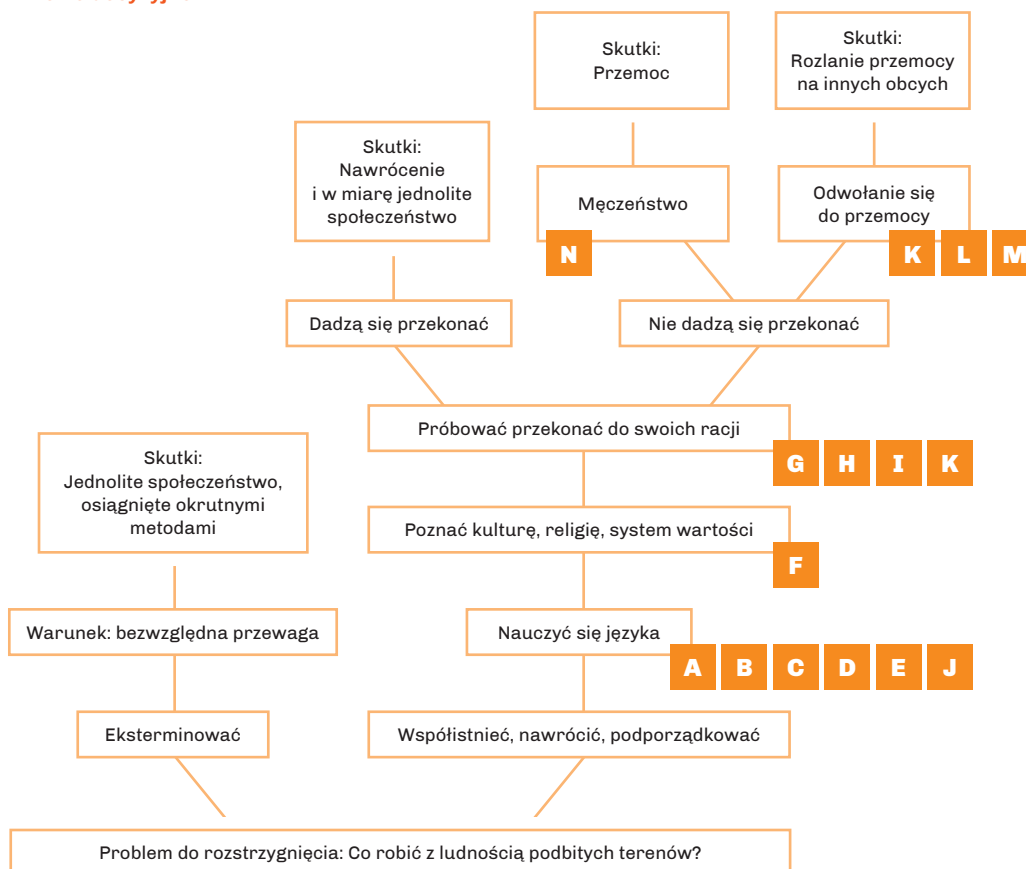 Skutki:
Przemoc
Skutki:
Rozlanie przemocy
na innych obcych
Skutki:
Nawrócenie
i w miarę jednolite
społeczeństwo
Męczeństwo
N
Odwołanie się
do przemocy
K L M
Dadzą się przekonać
Nie dadzą się przekonać
Próbować przekonać do swoich racji
G H I K
Skutki:
Jednolite społeczeństwo,
osiągnięte okrutnymi
metodami
Poznać kulturę, religię, system wartości
F
Warunek: bezwzględna przewaga
Nauczyć się języka
A B C D E J
Eksterminować
Współistnieć, nawrócić, podporządkować
Problem do rozstrzygnięcia: Co robić z ludnością podbitych terenów?